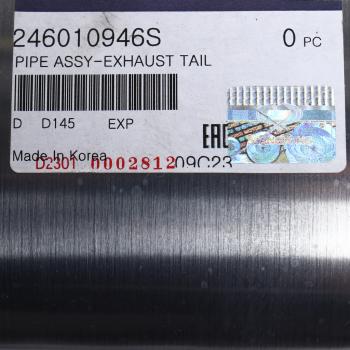 246010946S 0 PC
PIPE ASSY-EXHAUST TAIL
D D145 EXP
EAC
Made In Korea
D2301 0002812 09C23